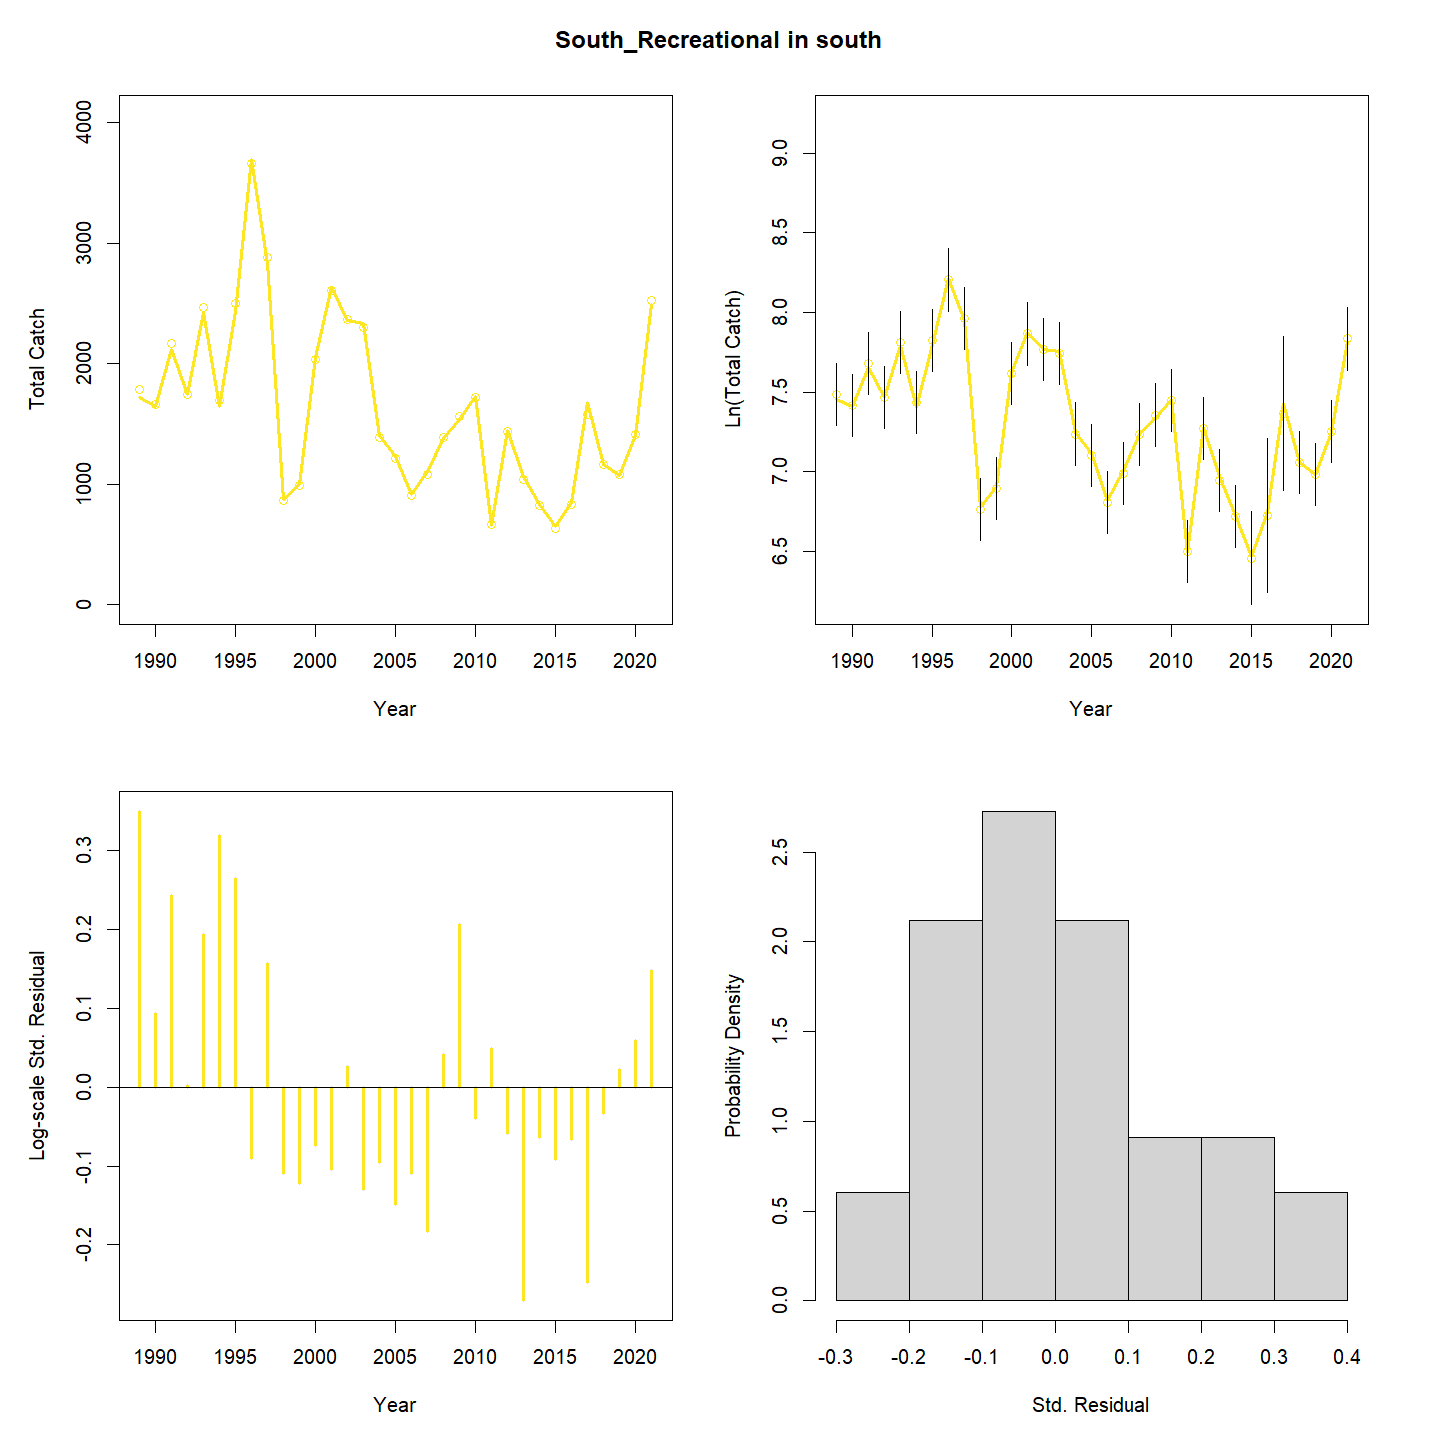 South_Recreational in south
Total Catch
4000
3000
2000
1000
0
1990 1995 2000 2005 2010 2015 2020
Year
Ln(Total Catch)
9.0
8.5
8.0
7.5
7.0
6.5
1990 1995 2000 2005 2010 2015 2020
Year
Log-scale Std. Residual
0.3
0.2
0.1
0.0
-0.1
-0.2
1990 1995 2000 2005 2010 2015 2020
Year
Probability Density
2.5
2.0
1.5
1.0
0.5
0.0
-0.3 -0.2 -0.1 0.0 0.1 0.2 0.3 0.4
Std. Residual